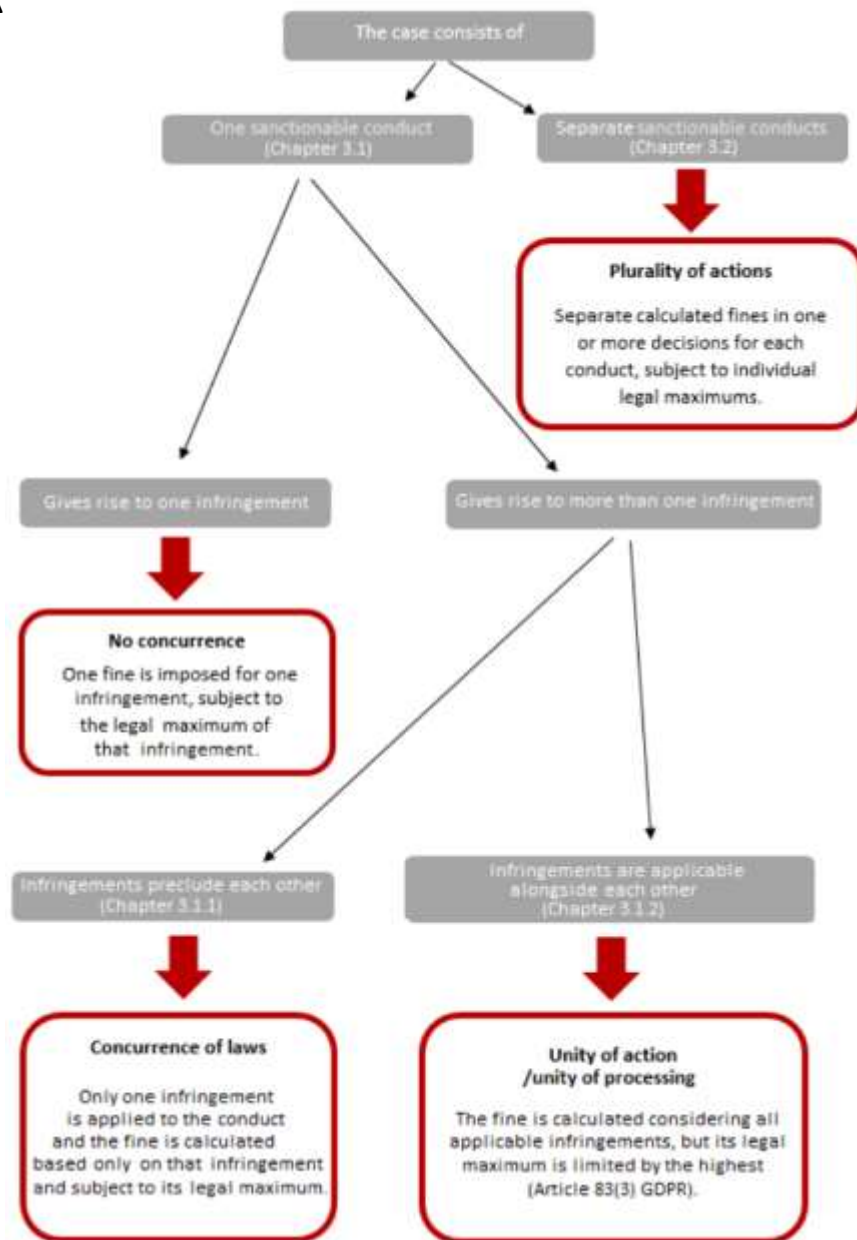 The case consists of
One sanctionable conduct
(Chapter 3.1)
Separate sanctionable conducts
(Chapter 3.2)
Plurality of actions
Separate calculated fines in one
or more decisions for each
conduct, subject to individual
legal maximums.
Gives rise to one infringement
Gives rise to more than one infringement
No concurrence
One fine is imposed for one
infringement, subject to
the legal maximum of
that infringement.
Infringements preclude each other
(Chapter 3.1.1)
Infringements are applicable
alongside each other
(Chapter 3.1.2)
Concurrence of laws
Only one infringement
is applied to the conduct
and the fine is calculated
based only on that infringement
and subject to its legal maximum.
Unity of action
/unity of processing
The fine is calculated considering all
applicable infringements, but its legal
maximum is limited by the highest
(Article 83(3) GDPR).